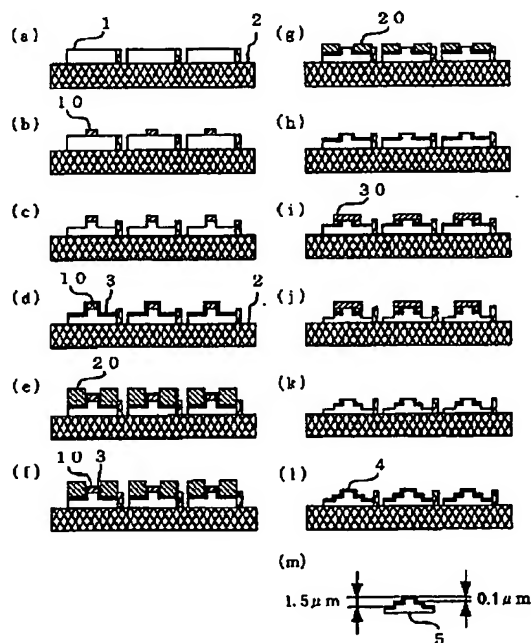 (a) 1 2
(b) 10
(c)
(d) 10 3 2
(e) 20
(f) 10 3
(g) 20
(h)
(i) 30
(j)
(k)
(l) 4
(m)
1.5μm 0.1μm
5